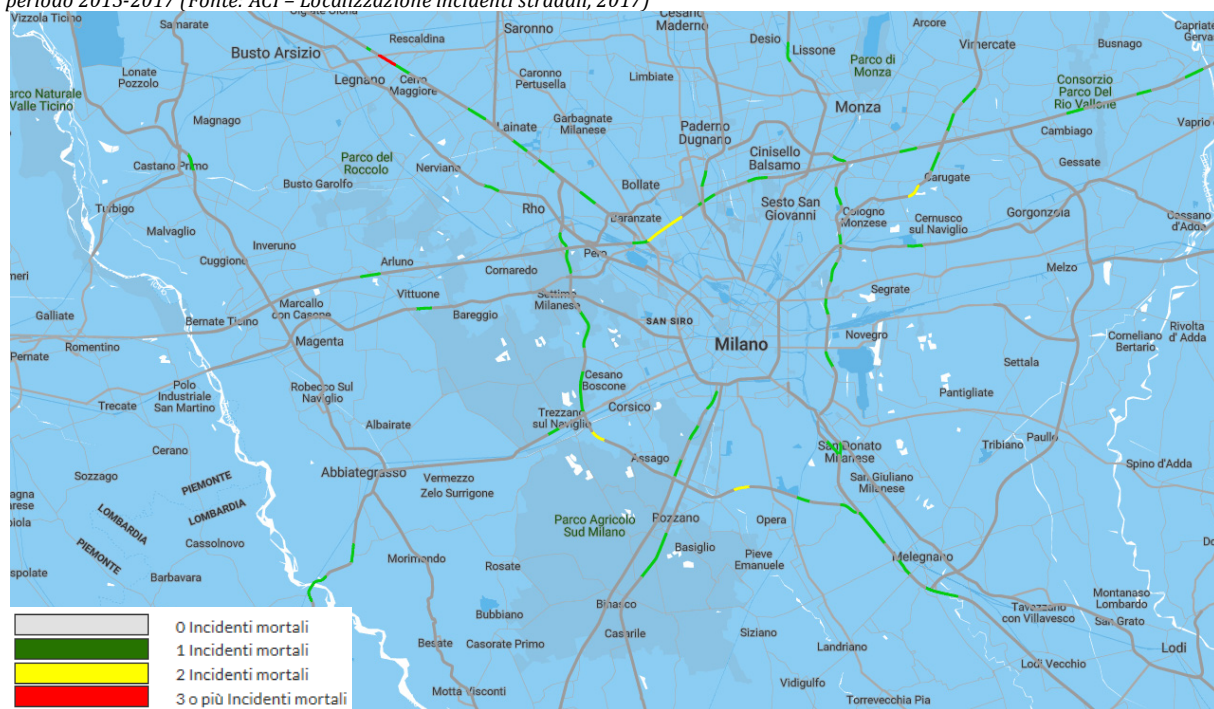 periodo 2013-2017 (Fonte: ACI – Localizzazione incidenti stradali, 2017)
Vizzola Ticino
Samarate
Rescaldina
Saronno
Cesano
Maderno
Desio
Lissone
Arcore
Vimercate
Busnago
Capriate
Busto Arsizio
Lonate
Pozzolo
Legnano
Cerro
Maggiore
Caronno
Pertusella
Limbiate
Parco di
Monza
Consorzio
Parco Del
Rio Vallone
arco Naturale
Valle Ticino
Magnago
Lainate
Garbagnate
Milanese
Paderno
Dugnano
Monza
Cambiago
Vaprio d'
Castano Primo
Parco del
Roccolo
Nerviano
Cinisello
Balsamo
Gessate
Busto Garolfo
Bollate
Carugate
Turbigo
Rho
Baranzate
Sesto San
Giovanni
Cologno
Monzese
Cernusco
sul Naviglio
Gorgonzola
Cassano
d'Adda
Malvaglio
Inveruno
Cuggione
Arluno
Cornaredo
Pero
Melzo
meri
Galliate
Marcallo
con Casone
Vittuone
Settimo
Milanese
Segrate
Bernate Ticino
Bareggio
SAN SIRO
Milano
Novegro
Corneliano
Bertario
Rivolta
d' Adda
Pernate
Romentino
Magenta
Settala
Polo
Industriale
San Martino
Robecco Sul
Naviglio
Cesano
Boscone
Pantigliate
Trecate
Albairate
Trezzano
sul Naviglio
Corsico
Cerano
San Donato
Milanese
Tribiano
Paullo
Sozzago
Abbiategrasso
Vermezzo
Zelo Surrigone
Assago
San Giuliano
Milanese
Spino d'Adda
PIEMONTE
LOMBARDIA
LOMBARDIA
PIEMONTE
Cassolnovo
Parco Agricolo
Sud Milano
Rozzano
Opera
Barbavara
Morimondo
Rosate
Basiglio
Pieve
Emanuele
Melegnano
spolate
Bubbiano
Binasco
Montanaso
Lombardo
Tavazzano
con Villavesco
San Grato
Besate
Casorate Primo
Casarile
Siziano
Landriano
Lodi
Lodi Vecchio
Motta Visconti
Vidigulfo
Torrevecchia Pia
0 Incidenti mortali
1 Incidenti mortali
2 Incidenti mortali
3 o più Incidenti mortali